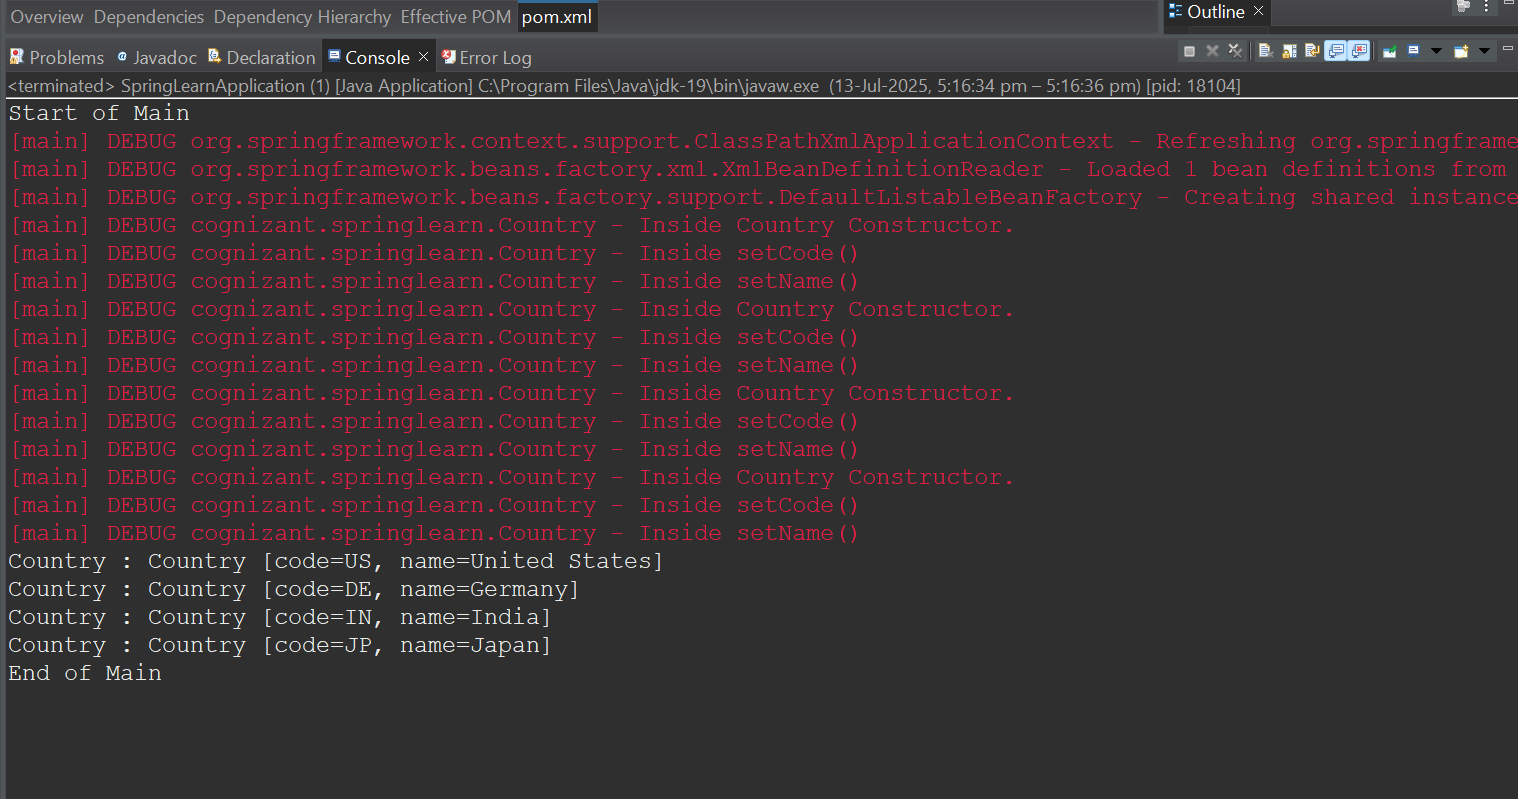 Overview Dependencies Dependency Hierarchy Effective POM pom.xml
Outline
Problems Javadoc Declaration Console Error Log
<terminated> SpringLearnApplication (1) [Java Application] C:\Program Files\Java\jdk-19\bin\javaw.exe (13-Jul-2025, 5:16:34 pm – 5:16:36 pm) [pid: 18104]
Start of Main
[main] DEBUG org.springframework.context.support.ClassPathXmlApplicationContext - Refreshing org.springframe
[main] DEBUG org.springframework.beans.factory.xml.XmlBeanDefinitionReader - Loaded 1 bean definitions from
[main] DEBUG org.springframework.beans.factory.support.DefaultListableBeanFactory - Creating shared instance
[main] DEBUG cognizant.springlearn.Country - Inside Country Constructor.
[main] DEBUG cognizant.springlearn.Country - Inside setCode()
[main] DEBUG cognizant.springlearn.Country - Inside setName()
[main] DEBUG cognizant.springlearn.Country - Inside Country Constructor.
[main] DEBUG cognizant.springlearn.Country - Inside setCode()
[main] DEBUG cognizant.springlearn.Country - Inside setName()
[main] DEBUG cognizant.springlearn.Country - Inside Country Constructor.
[main] DEBUG cognizant.springlearn.Country - Inside setCode()
[main] DEBUG cognizant.springlearn.Country - Inside setName()
[main] DEBUG cognizant.springlearn.Country - Inside Country Constructor.
[main] DEBUG cognizant.springlearn.Country - Inside setCode()
[main] DEBUG cognizant.springlearn.Country - Inside setName()
Country : Country [code=US, name=United States]
Country : Country [code=DE, name=Germany]
Country : Country [code=IN, name=India]
Country : Country [code=JP, name=Japan]
End of Main